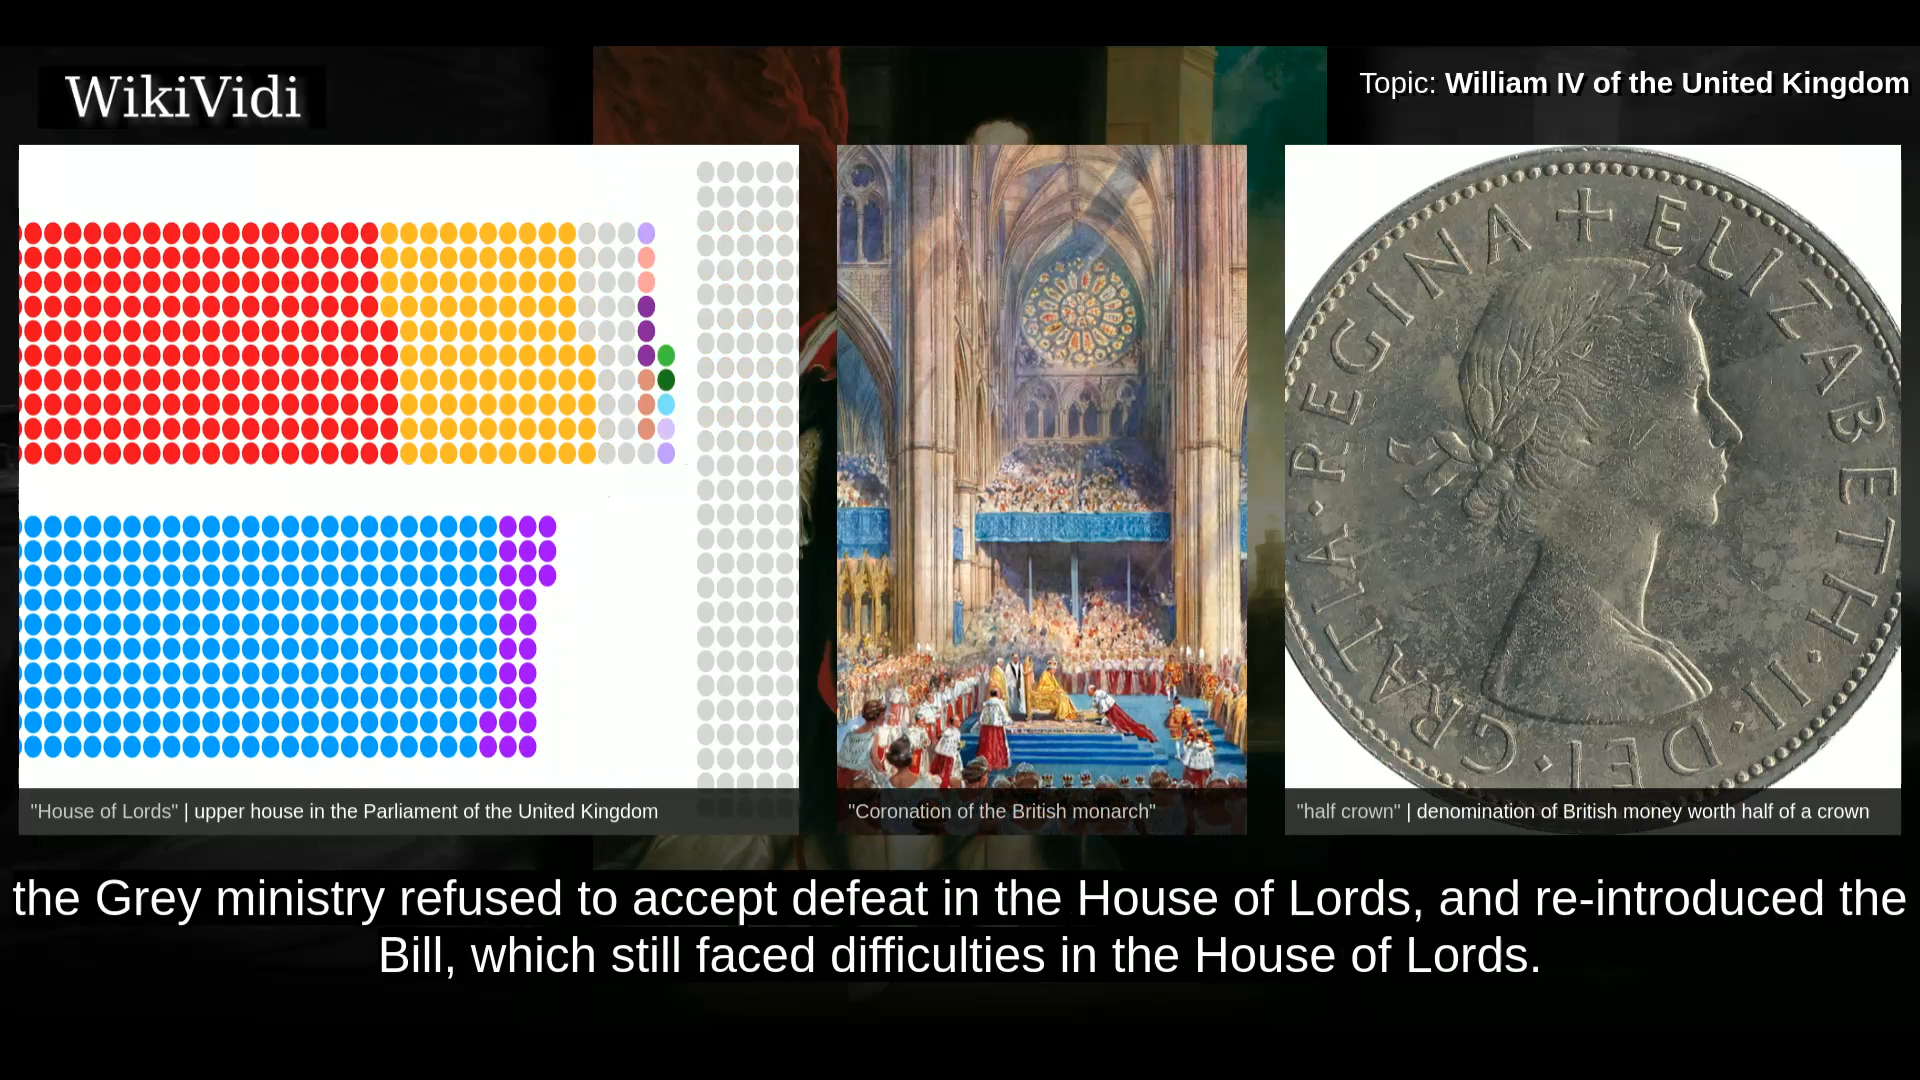 WikiVidi
Topic: William IV of the United Kingdom
REGINA + ELIZABETH · II · DEI · GRATIA ·
"House of Lords" | upper house in the Parliament of the United Kingdom
"Coronation of the British monarch"
"half crown" | denomination of British money worth half of a crown
the Grey ministry refused to accept defeat in the House of Lords, and re-introduced the
Bill, which still faced difficulties in the House of Lords.